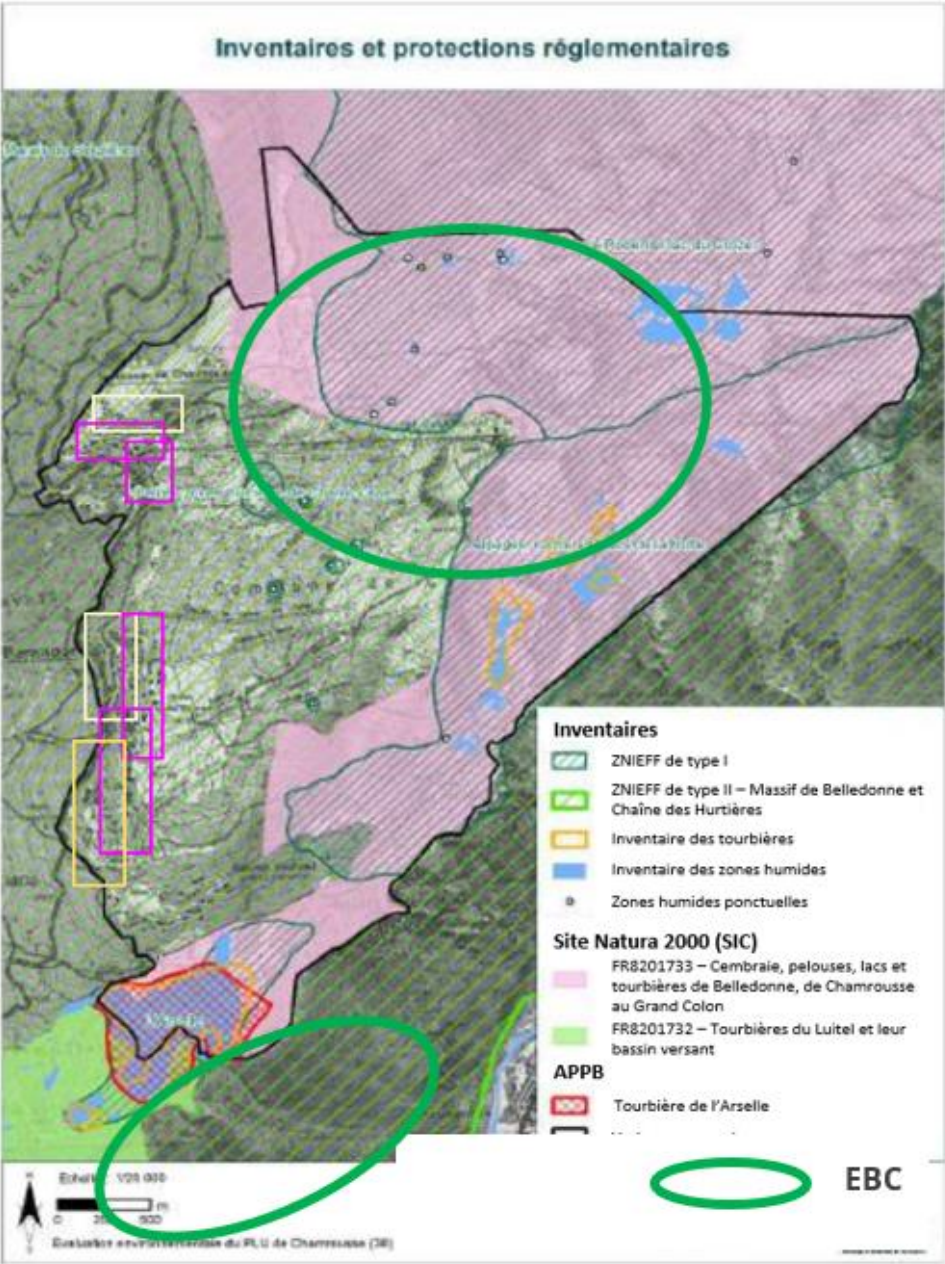 Inventaires et protections réglementaires
Inventaires
ZNIEFF de type I
ZNIEFF de type II – Massif de Belledonne et
Chaîne des Hurtières
Inventaire des tourbières
Inventaire des zones humides
Zones humides ponctuelles
Site Natura 2000 (SIC)
FR8201733 – Cembraie, pelouses, lacs et
tourbières de Belledonne, de Chamrousse
au Grand Colon
FR8201732 – Tourbières du Luitel et leur
bassin versant
APPB
Tourbière de l'Arselle
EBC
Echelle: 1/20 000
0 500 m
Evaluation environnementale du PLU de Chamrousse (38)